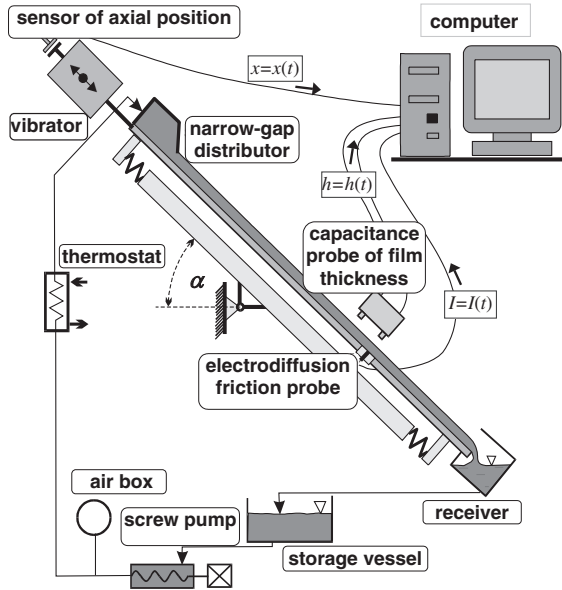 sensor of axial position
computer
x=x(t)
vibrator
narrow-gap
distributor
h=h(t)
capacitance
probe of film
thickness
thermostat
α
I=I(t)
electrodiffusion
friction probe
air box
screw pump
receiver
storage vessel